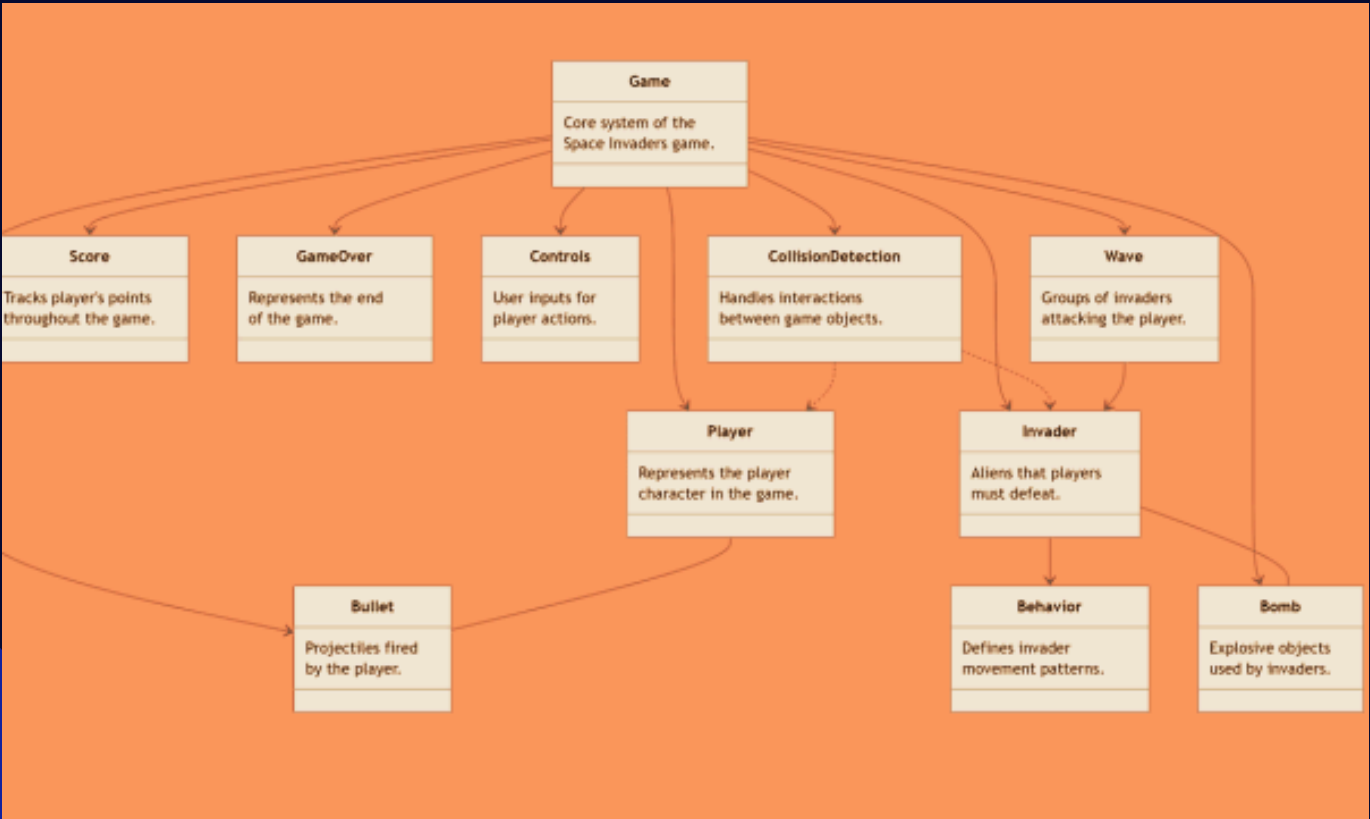 Game
Core system of the
Space Invaders game.
Score
Tracks player's points
throughout the game.
GameOver
Represents the end
of the game.
Controls
User inputs for
player actions.
CollisionDetection
Handles interactions
between game objects.
Wave
Groups of invaders
attacking the player.
Player
Represents the player
character in the game.
Invader
Aliens that players
must defeat.
Bullet
Projectiles fired
by the player.
Behavior
Defines invader
movement patterns.
Bomb
Explosive objects
used by invaders.